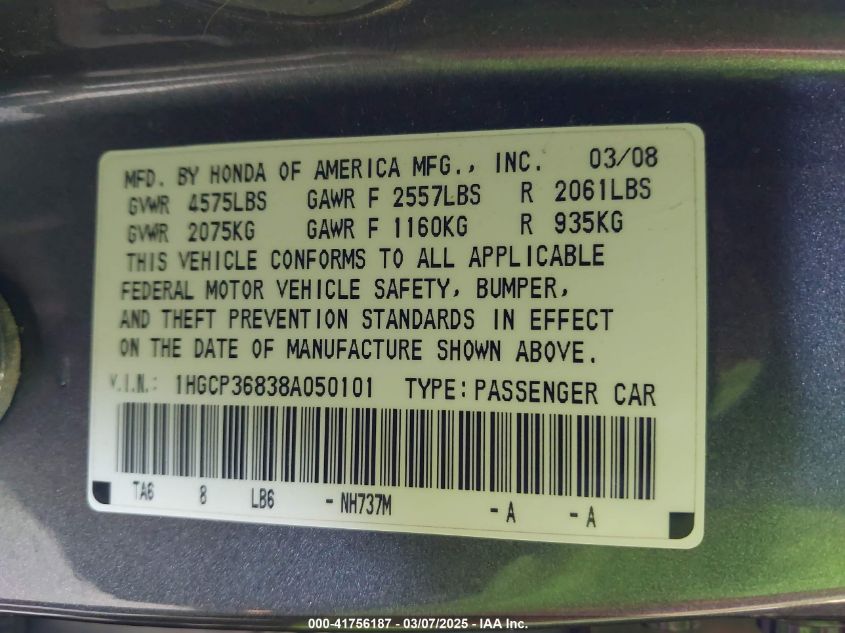 MFD. BY HONDA OF AMERICA MFG., INC. 03/08
GVWR 4575LBS GAWR F 2557LBS R 2061LBS
GVWR 2075KG GAWR F 1160KG R 935KG
THIS VEHICLE CONFORMS TO ALL APPLICABLE
FEDERAL MOTOR VEHICLE SAFETY, BUMPER,
AND THEFT PREVENTION STANDARDS IN EFFECT
ON THE DATE OF MANUFACTURE SHOWN ABOVE.
V.I.N.: 1HGCP36838A050101 TYPE: PASSENGER CAR
TA6 8 LB6 - NH737M - A - A
000-41756187 - 03/07/2025 - IAA Inc.